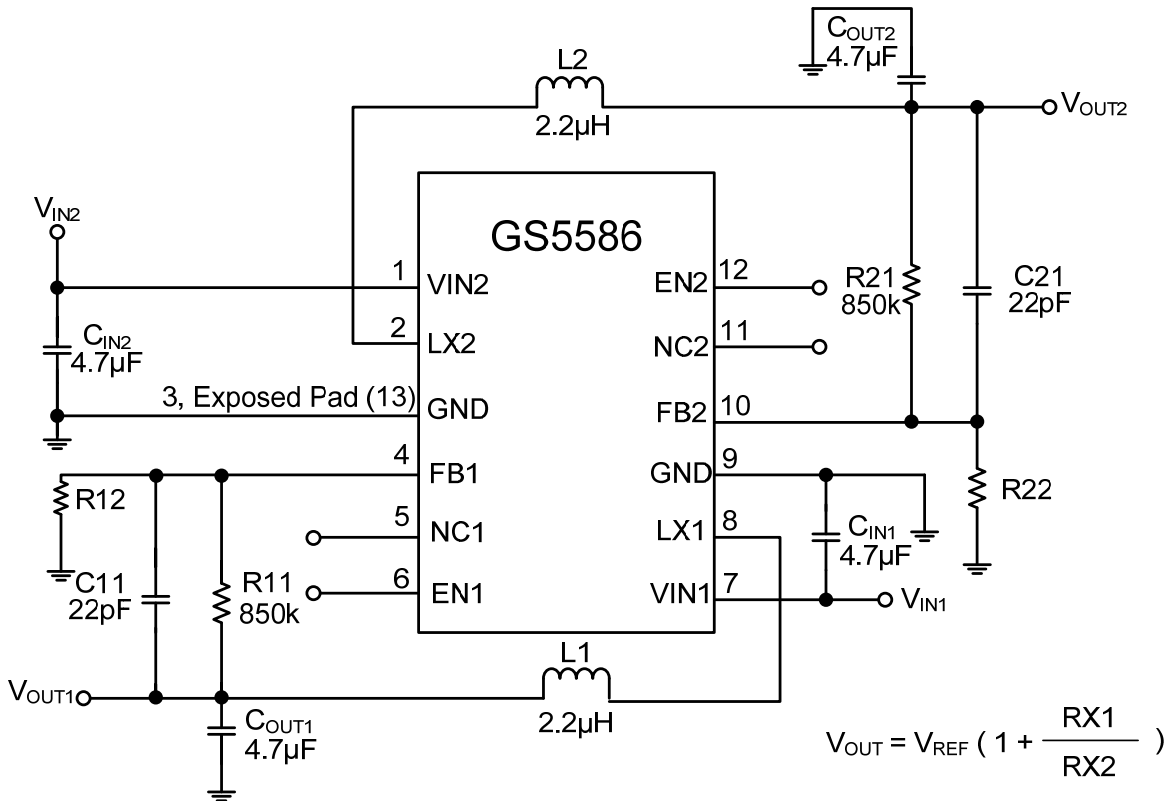 COUT2
4.7µF
L2
2.2µH
VOUT2
VIN2
GS5586
1
VIN2
EN2
12
R21
850k
C21
22pF
2
LX2
NC2
11
CIN2
4.7µF
3, Exposed Pad (13)
GND
FB2
10
4
FB1
GND
9
R12
R22
5
NC1
LX1
8
CIN1
4.7µF
C11
22pF
R11
850k
6
EN1
VIN1
7
VIN1
L1
2.2µH
VOUT1
COUT1
4.7µF
VOUT = VREF ( 1 + RX1 / RX2 )